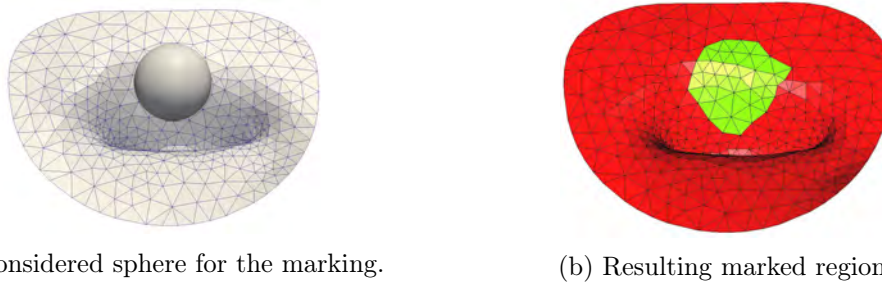 onsidered sphere for the marking.
(b) Resulting marked region